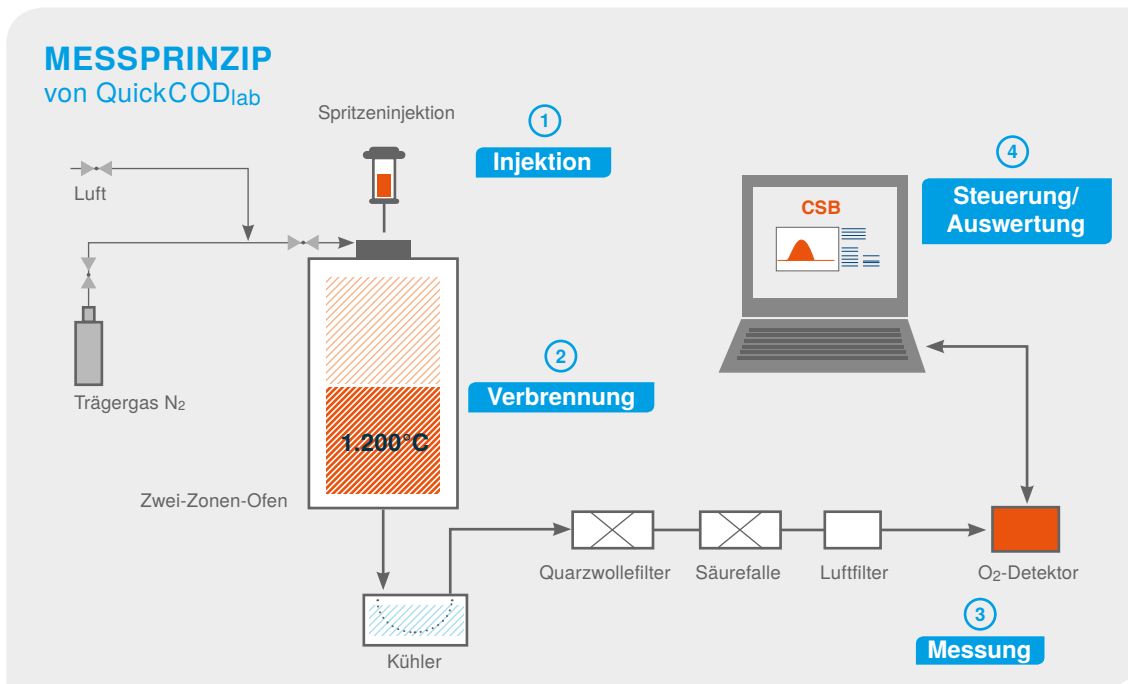 MESSPRINZIP
von QuickCODlab
Spritzeninjektion
1
Injektion
Luft
4
Steuerung/
Auswertung
CSB
Trägergas N2
2
Verbrennung
1.200°C
Zwei-Zonen-Ofen
Quarzwollefilter
Säurefalle
Luftfilter
O2-Detektor
Kühler
3
Messung